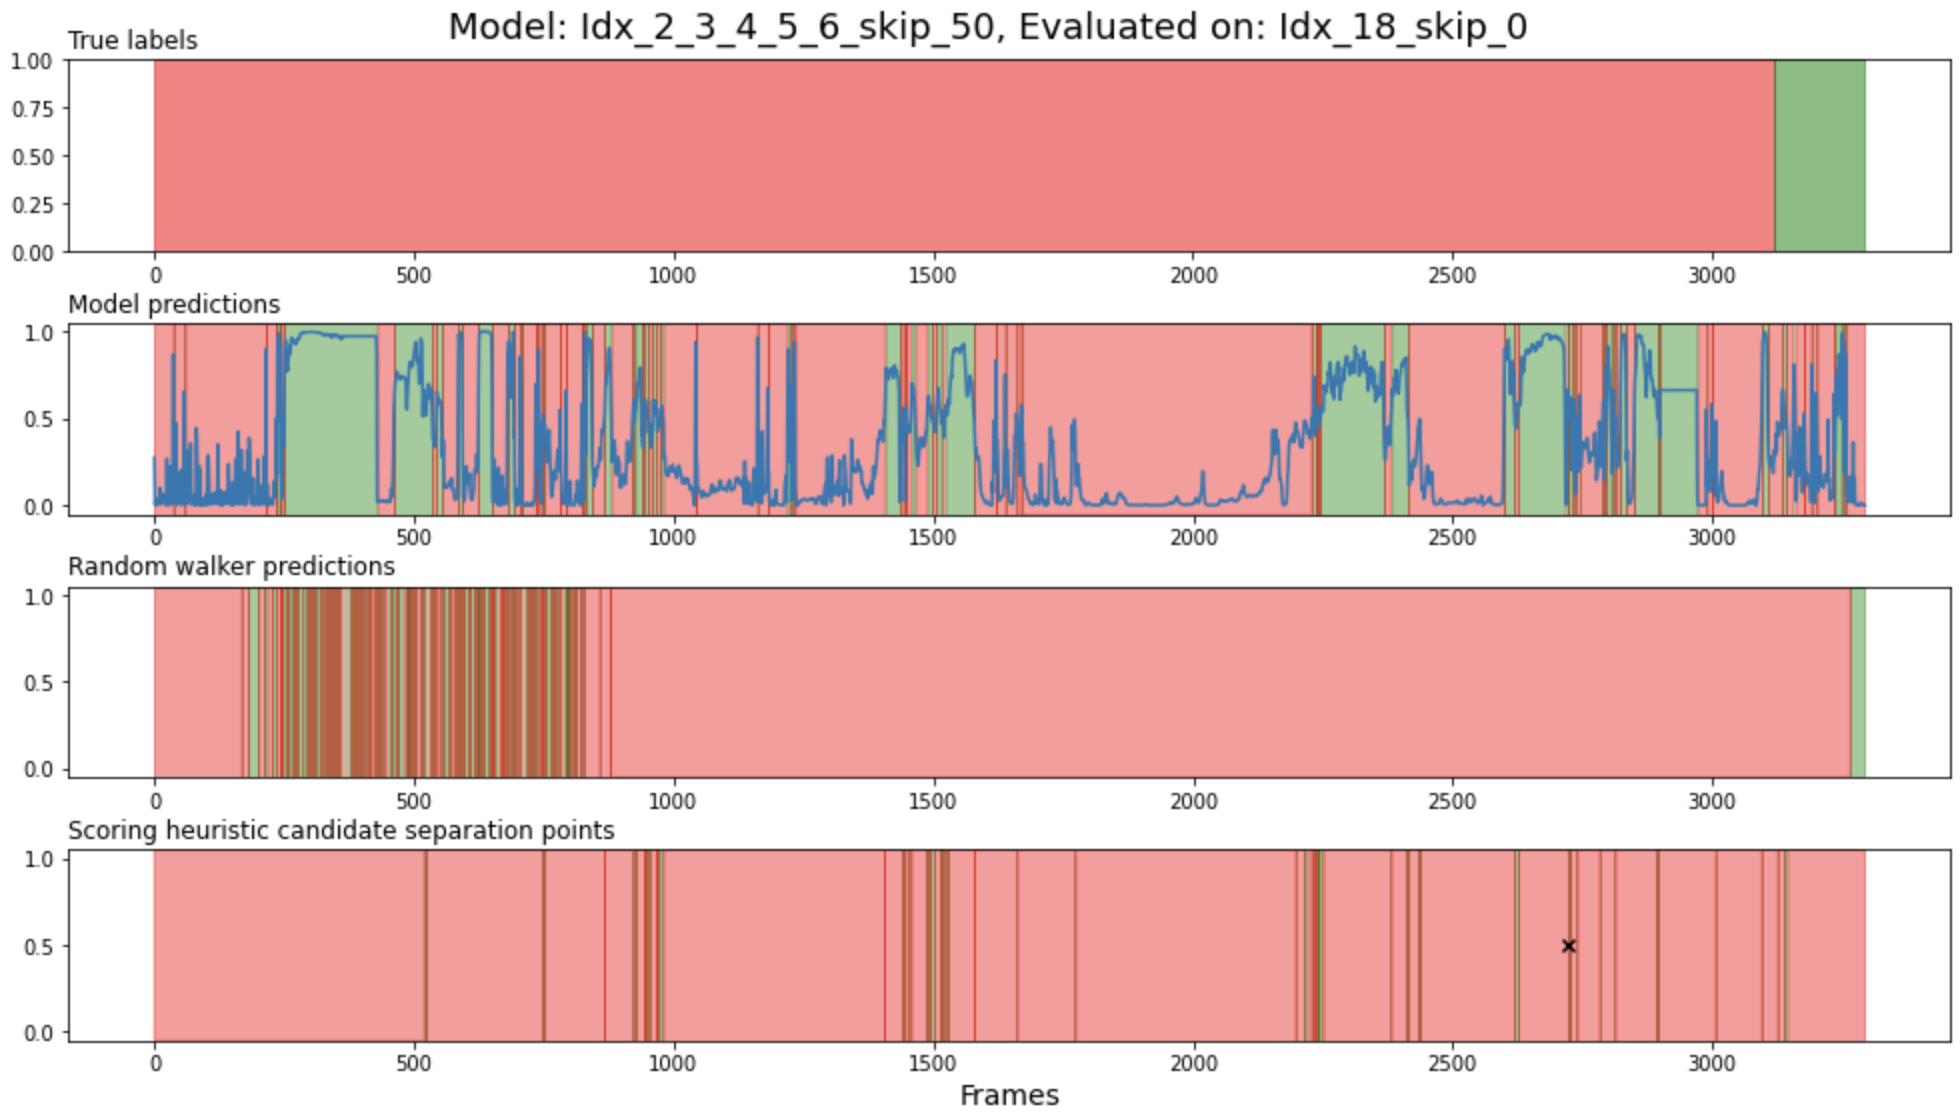 Model: Idx_2_3_4_5_6_skip_50, Evaluated on: Idx_18_skip_0
True labels
1.00
0.75
0.50
0.25
0.00
0 500 1000 1500 2000 2500 3000
Model predictions
1.0
0.5
0.0
0 500 1000 1500 2000 2500 3000
Random walker predictions
1.0
0.5
0.0
0 500 1000 1500 2000 2500 3000
Scoring heuristic candidate separation points
1.0
0.5
0.0
0 500 1000 1500 2000 2500 3000
Frames